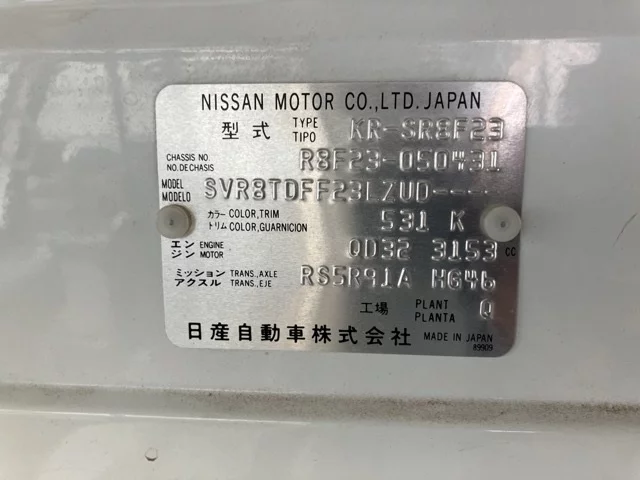 NISSAN MOTOR CO.,LTD. JAPAN
型式 TYPE TIPO KR-SR8F23
CHASSIS NO. NO. DE CHASIS R8F23-050431
MODEL MODELO SVR8TDFF23LZUD----
カラー COLOR,TRIM 531 K
トリム COLOR,GUARNICION
エンジン ENGINE MOTOR QD32 3153 CC
ミッション TRANS.,AXLE RS5R91A HG46
アクスル TRANS.,EJE
工場 PLANT PLANTA Q
日産自動車株式会社 MADE IN JAPAN
89909